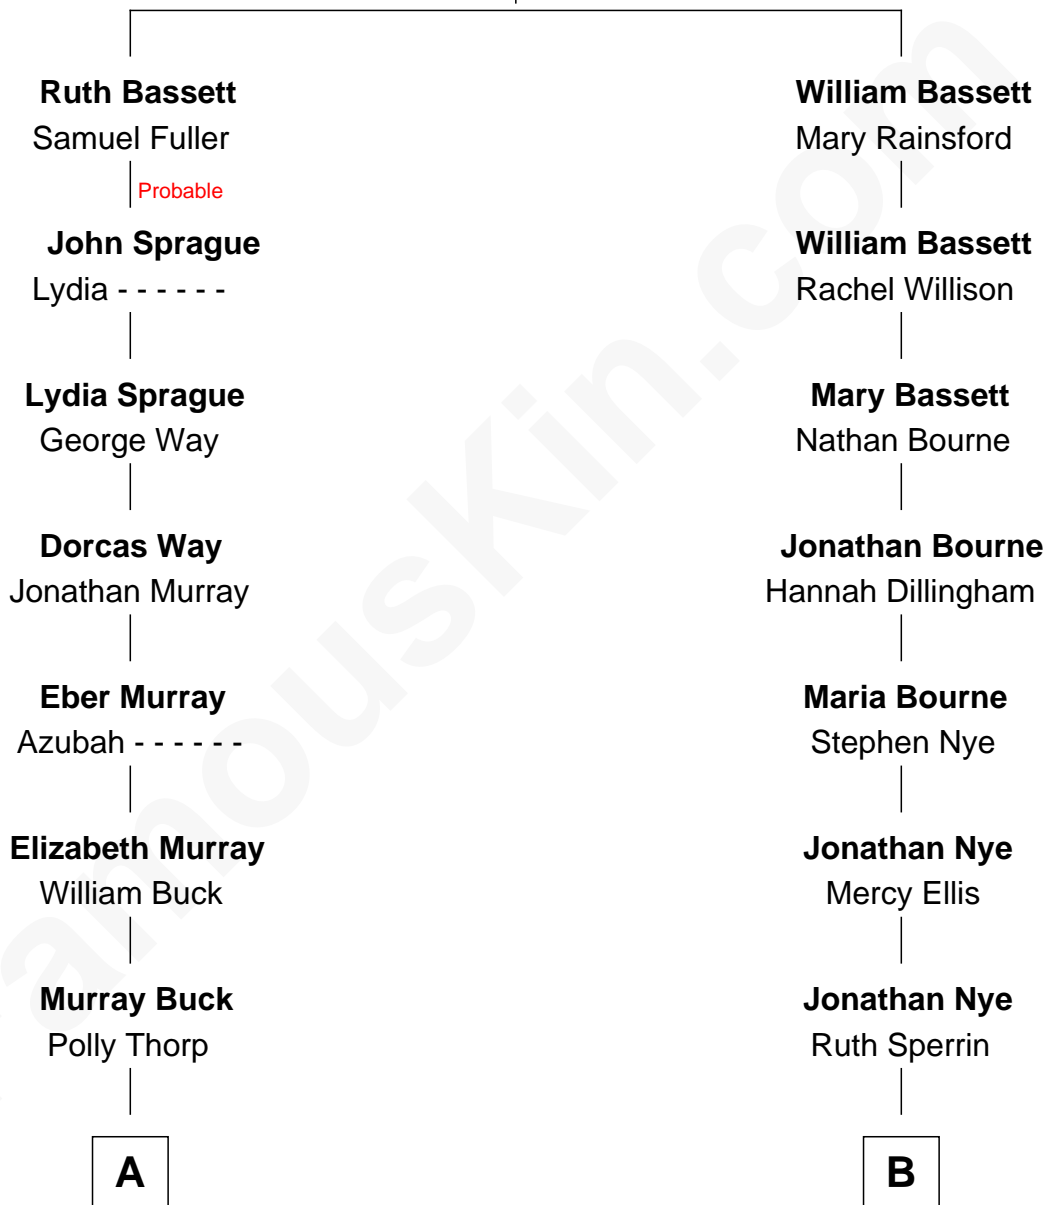 Ruth Bassett
Samuel Fuller
Probable
John Sprague
Lydia - - - - - -
Lydia Sprague
George Way
Dorcas Way
Jonathan Murray
Eber Murray
Azubah - - - - - -
Elizabeth Murray
William Buck
Murray Buck
Polly Thorp
A
William Bassett
Mary Rainsford
William Bassett
Rachel Willison
Mary Bassett
Nathan Bourne
Jonathan Bourne
Hannah Dillingham
Maria Bourne
Stephen Nye
Jonathan Nye
Mercy Ellis
Jonathan Nye
Ruth Sperrin
B
amouskin.com